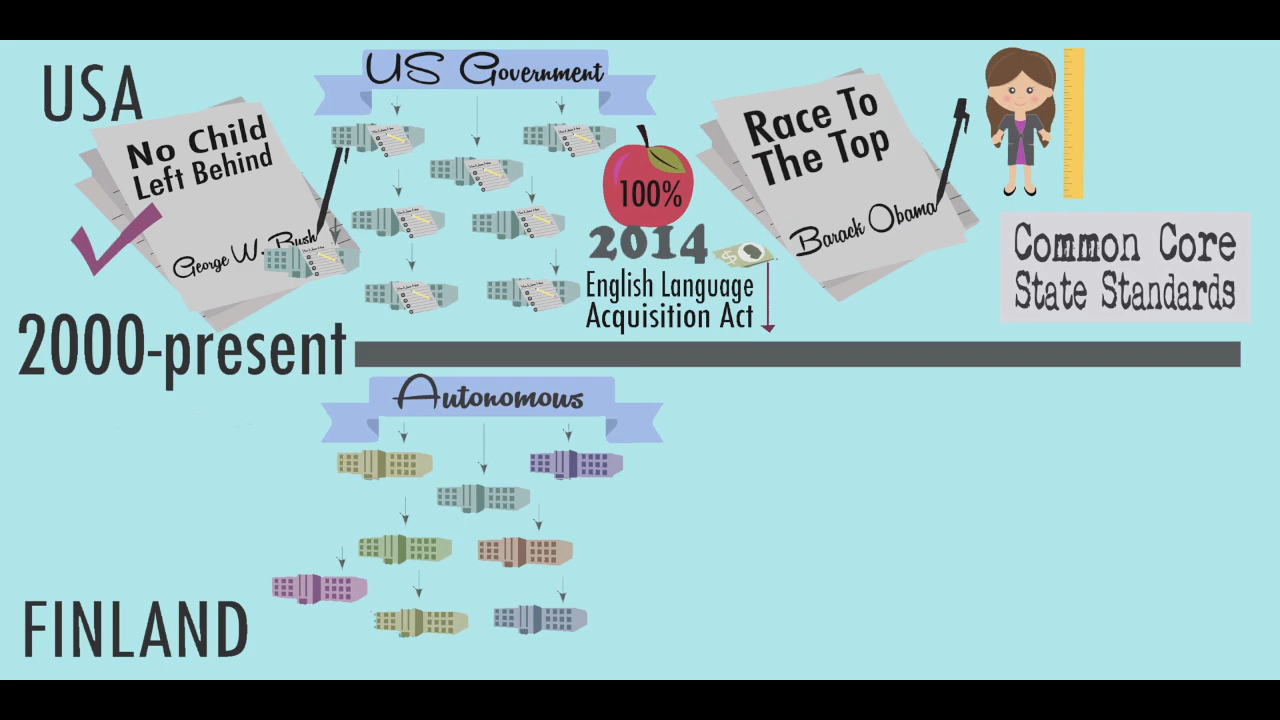 USA
No Child
Left Behind
George W. Bush
US Government
100%
2014
English Language
Acquisition Act
Race To
The Top
Barack Obama
Common Core
State Standards
2000-present
Autonomous
FINLAND